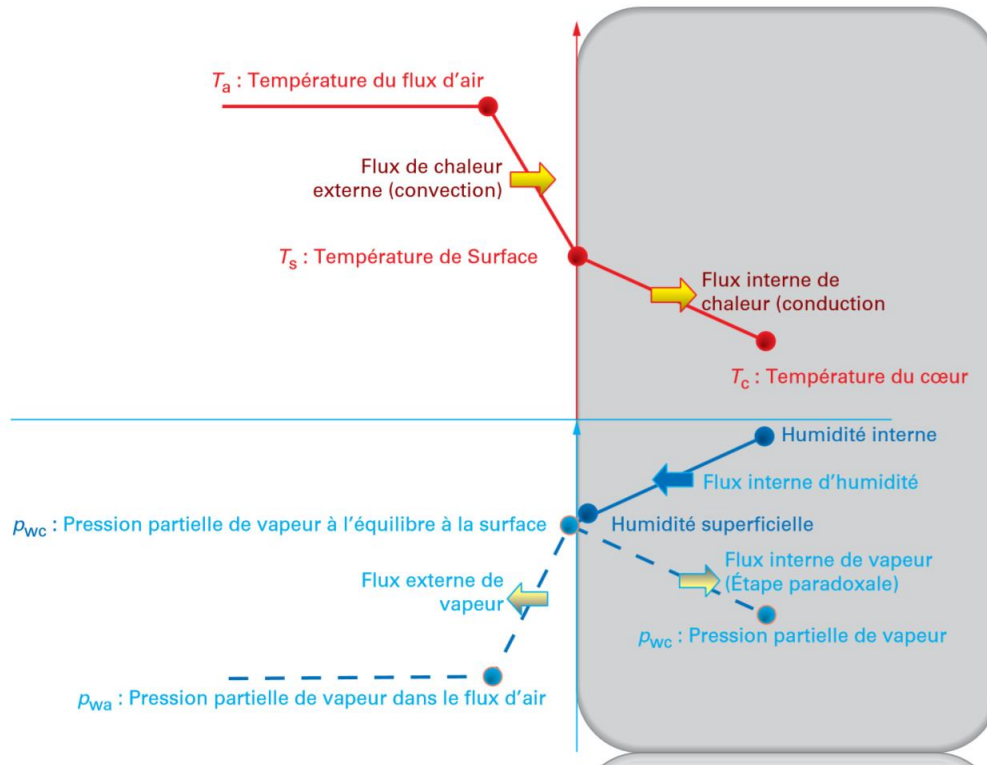 Ta : Température du flux d'air
Flux de chaleur
externe (convection)
Ts : Température de Surface
Flux interne de
chaleur (conduction
Tc : Température du cœur
Humidité interne
Flux interne d'humidité
pwc : Pression partielle de vapeur à l'équilibre à la surface
Humidité superficielle
Flux externe de
vapeur
Flux interne de vapeur
(Étape paradoxale)
pwc : Pression partielle de vapeur
pwa : Pression partielle de vapeur dans le flux d'air